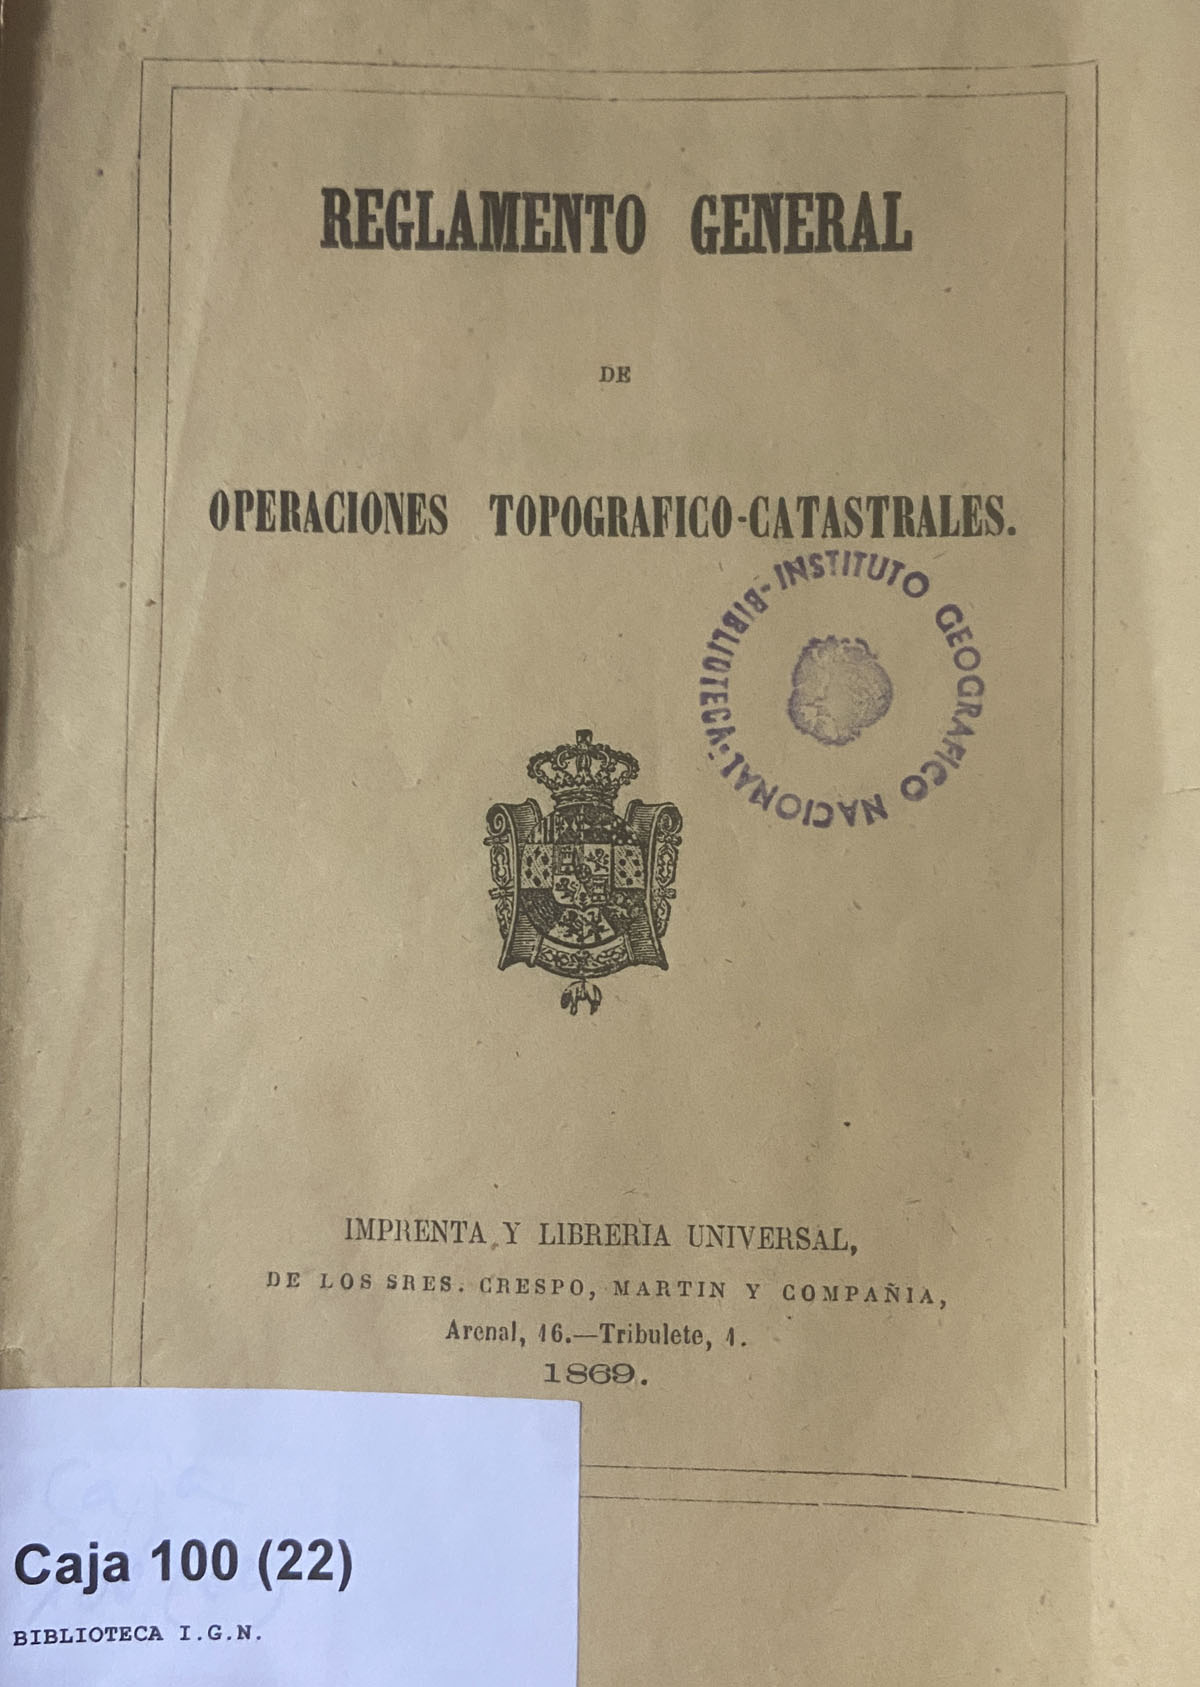 REGLAMENTO GENERAL
DE
OPERACIONES TOPOGRAFICO-CATASTRALES.
INSTITUTO GEOGRAFICO NACIONAL·BIBLIOTECA·
IMPRENTA Y LIBRERIA UNIVERSAL,
DE LOS SRES. CRESPO, MARTIN Y COMPAÑIA,
Arenal, 16.—Tribulete, 1.
1869.
Caja
Caja 100 (22)
BIBLIOTECA I.G.N.